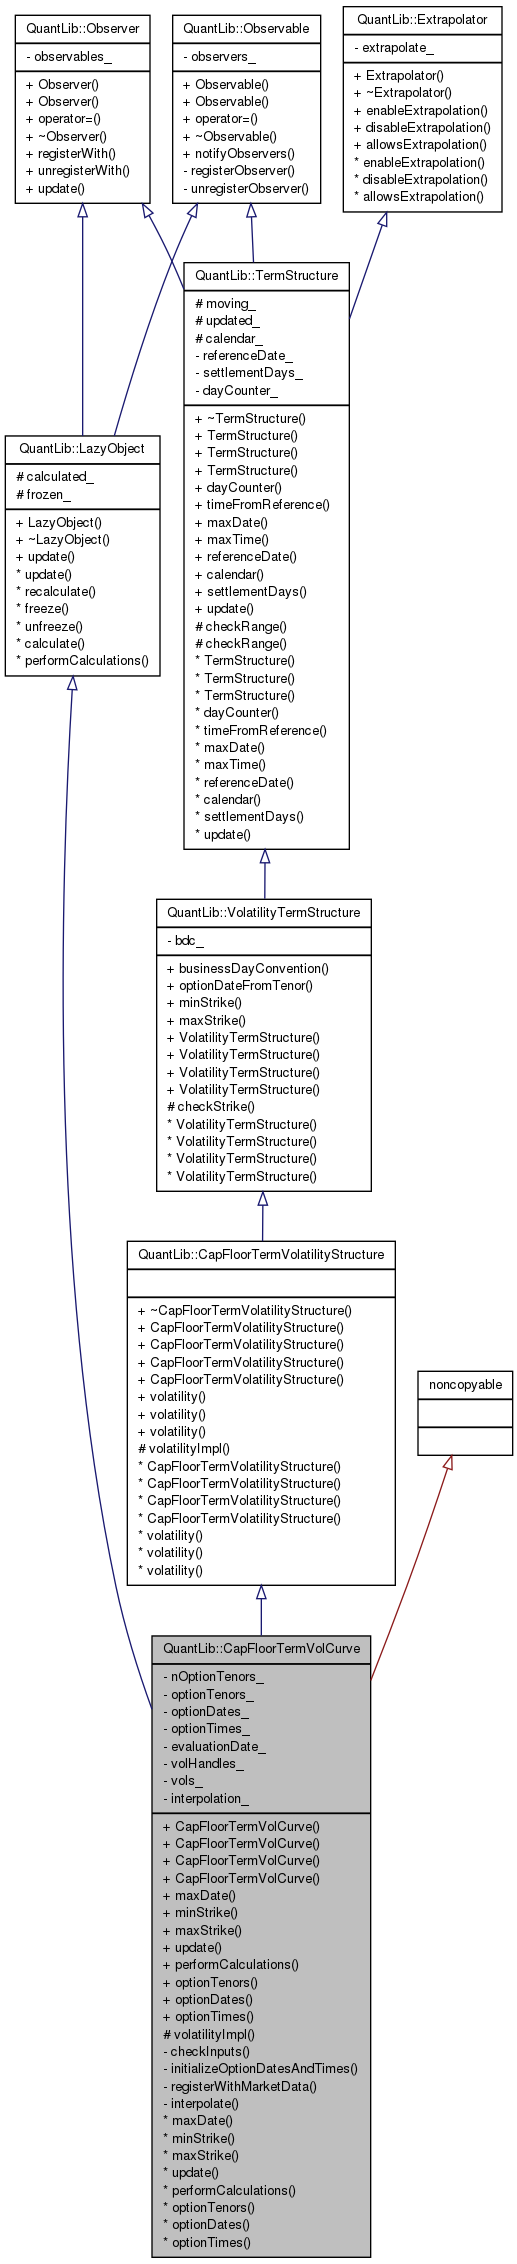 QuantLib::Observer
- observables_
+ Observer()
+ Observer()
+ operator=()
+ ~Observer()
+ registerWith()
+ unregisterWith()
+ update()
QuantLib::Observable
- observers_
+ Observable()
+ Observable()
+ operator=()
+ ~Observable()
+ notifyObservers()
- registerObserver()
- unregisterObserver()
QuantLib::Extrapolator
- extrapolate_
+ Extrapolator()
+ ~Extrapolator()
+ enableExtrapolation()
+ disableExtrapolation()
+ allowsExtrapolation()
* enableExtrapolation()
* disableExtrapolation()
* allowsExtrapolation()
QuantLib::TermStructure
# moving_
# updated_
# calendar_
- referenceDate_
- settlementDays_
- dayCounter_
+ ~TermStructure()
+ TermStructure()
+ TermStructure()
+ TermStructure()
+ dayCounter()
+ timeFromReference()
+ maxDate()
+ maxTime()
+ referenceDate()
+ calendar()
+ settlementDays()
+ update()
# checkRange()
# checkRange()
* TermStructure()
* TermStructure()
* TermStructure()
* dayCounter()
* timeFromReference()
* maxDate()
* maxTime()
* referenceDate()
* calendar()
* settlementDays()
* update()
QuantLib::LazyObject
# calculated_
# frozen_
+ LazyObject()
+ ~LazyObject()
+ update()
* update()
* recalculate()
* freeze()
* unfreeze()
* calculate()
* performCalculations()
QuantLib::VolatilityTermStructure
- bdc_
+ businessDayConvention()
+ optionDateFromTenor()
+ minStrike()
+ maxStrike()
+ VolatilityTermStructure()
+ VolatilityTermStructure()
+ VolatilityTermStructure()
+ VolatilityTermStructure()
# checkStrike()
* VolatilityTermStructure()
* VolatilityTermStructure()
* VolatilityTermStructure()
* VolatilityTermStructure()
QuantLib::CapFloorTermVolatilityStructure
+ ~CapFloorTermVolatilityStructure()
+ CapFloorTermVolatilityStructure()
+ CapFloorTermVolatilityStructure()
+ CapFloorTermVolatilityStructure()
+ CapFloorTermVolatilityStructure()
+ volatility()
+ volatility()
+ volatility()
# volatilityImpl()
* CapFloorTermVolatilityStructure()
* CapFloorTermVolatilityStructure()
* CapFloorTermVolatilityStructure()
* CapFloorTermVolatilityStructure()
* volatility()
* volatility()
* volatility()
noncopyable
QuantLib::CapFloorTermVolCurve
- nOptionTenors_
- optionTenors_
- optionDates_
- optionTimes_
- evaluationDate_
- volHandles_
- vols_
- interpolation_
+ CapFloorTermVolCurve()
+ CapFloorTermVolCurve()
+ CapFloorTermVolCurve()
+ CapFloorTermVolCurve()
+ maxDate()
+ minStrike()
+ maxStrike()
+ update()
+ performCalculations()
+ optionTenors()
+ optionDates()
+ optionTimes()
# volatilityImpl()
- checkInputs()
- initializeOptionDatesAndTimes()
- registerWithMarketData()
- interpolate()
* maxDate()
* minStrike()
* maxStrike()
* update()
* performCalculations()
* optionTenors()
* optionDates()
* optionTimes()